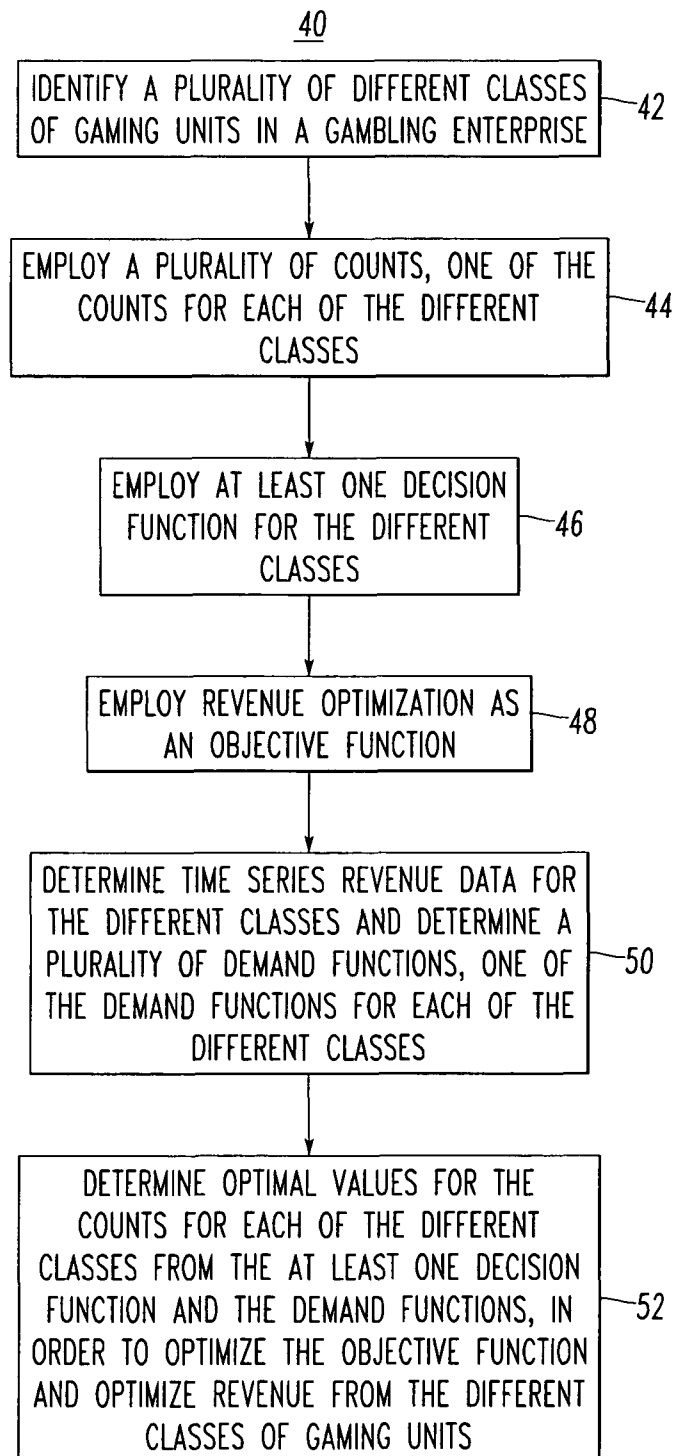 40
IDENTIFY A PLURALITY OF DIFFERENT CLASSES
OF GAMING UNITS IN A GAMBLING ENTERPRISE
42
EMPLOY A PLURALITY OF COUNTS, ONE OF THE
COUNTS FOR EACH OF THE DIFFERENT
CLASSES
44
EMPLOY AT LEAST ONE DECISION
FUNCTION FOR THE DIFFERENT
CLASSES
46
EMPLOY REVENUE OPTIMIZATION AS
AN OBJECTIVE FUNCTION
48
DETERMINE TIME SERIES REVENUE DATA FOR
THE DIFFERENT CLASSES AND DETERMINE A
PLURALITY OF DEMAND FUNCTIONS, ONE OF
THE DEMAND FUNCTIONS FOR EACH OF THE
DIFFERENT CLASSES
50
DETERMINE OPTIMAL VALUES FOR THE
COUNTS FOR EACH OF THE DIFFERENT
CLASSES FROM THE AT LEAST ONE DECISION
FUNCTION AND THE DEMAND FUNCTIONS, IN
ORDER TO OPTIMIZE THE OBJECTIVE FUNCTION
AND OPTIMIZE REVENUE FROM THE DIFFERENT
CLASSES OF GAMING UNITS
52